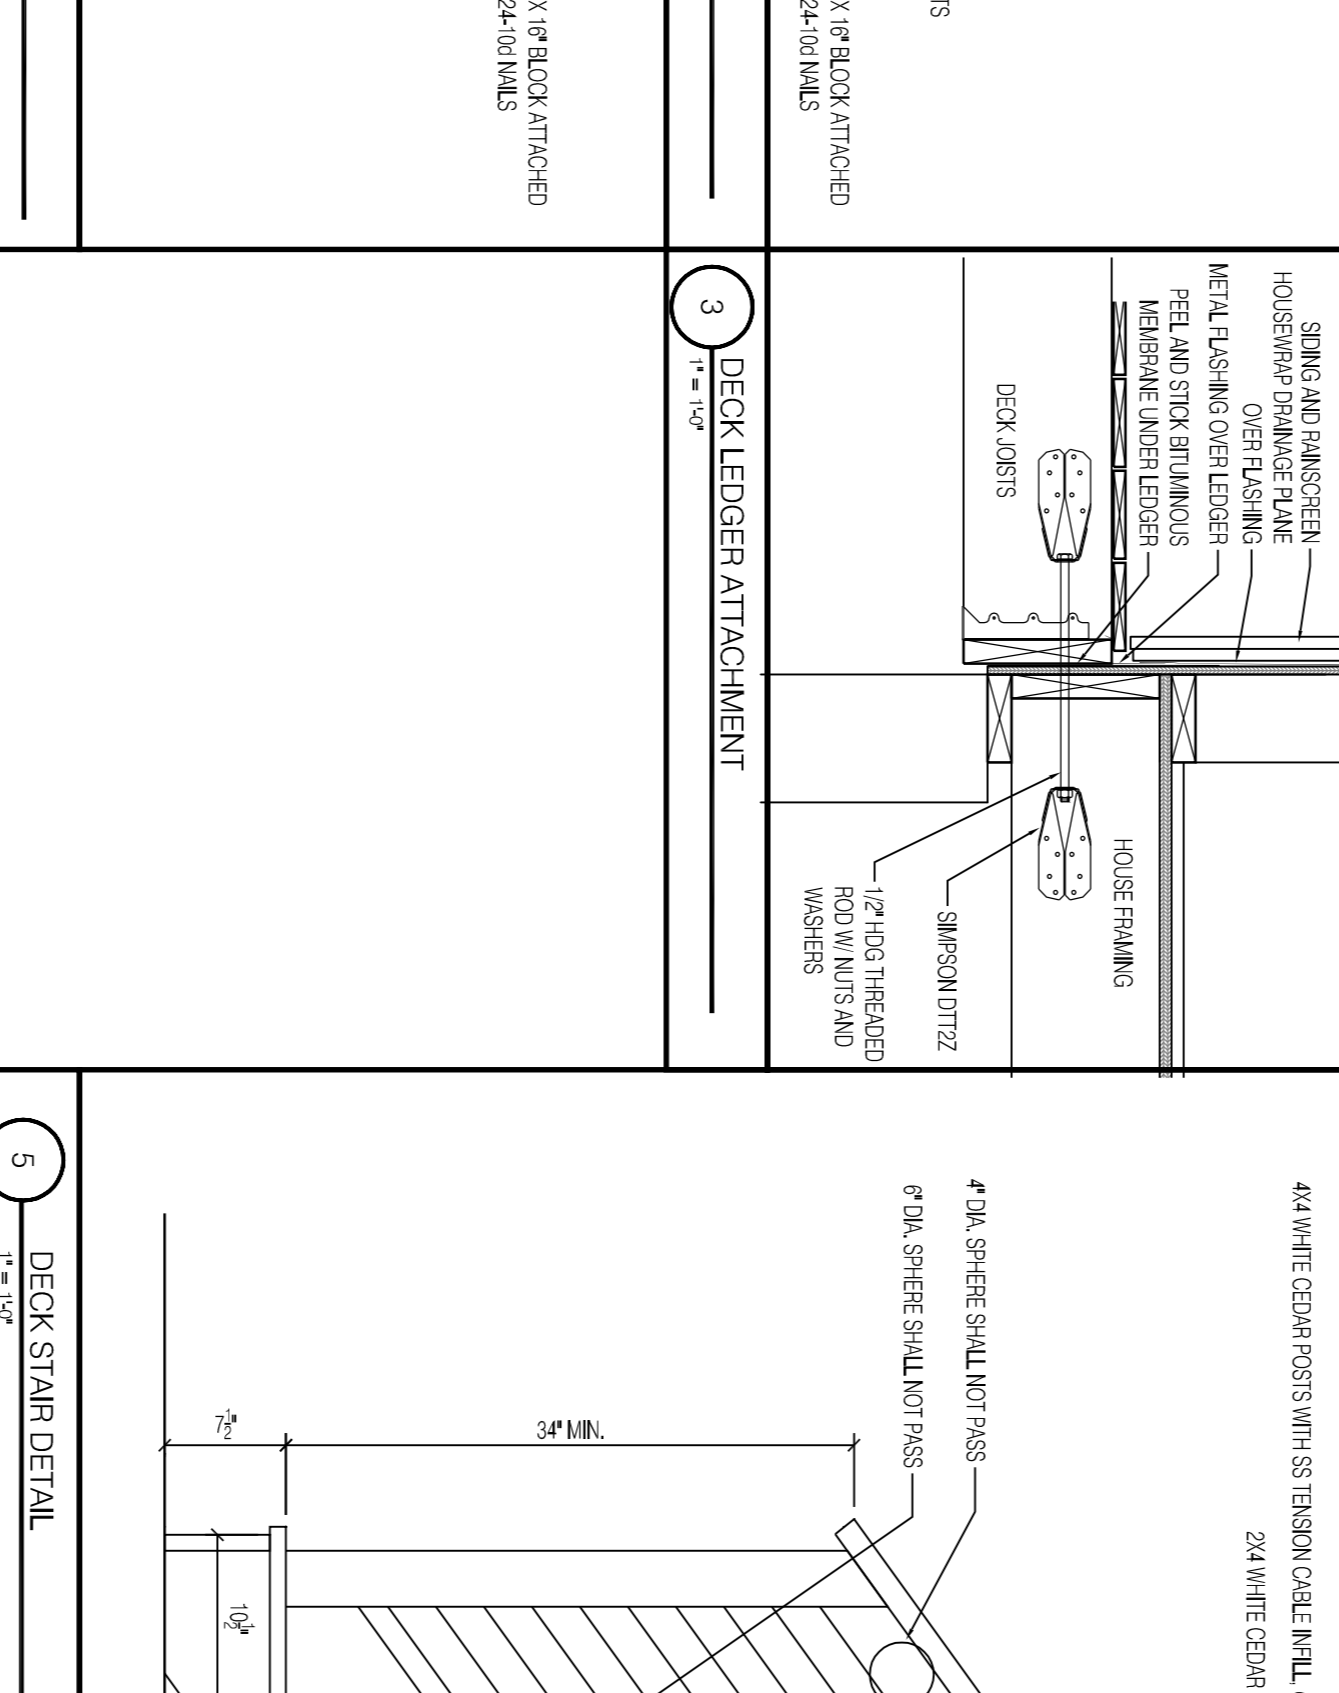 TS
X 16" BLOCK ATTACHED
24-10d NAILS
X 16" BLOCK ATTACHED
24-10d NAILS
SIDING AND RAINSCREEN
HOUSEWRAP DRAINAGE PLANE
OVER FLASHING
METAL FLASHING OVER LEDGER
PEEL AND STICK BITUMINOUS
MEMBRANE UNDER LEDGER
DECK JOISTS
HOUSE FRAMING
SIMPSON DTT2Z
1/2" HDG THREADED
ROD W/ NUTS AND
WASHERS
3
DECK LEDGER ATTACHMENT
1" = 1'-0"
4X4 WHITE CEDAR POSTS WITH SS TENSION CABLE INFILL,
2X4 WHITE CEDAR
4" DIA. SPHERE SHALL NOT PASS
6" DIA. SPHERE SHALL NOT PASS
34" MIN.
7 1/2"
10 1/2"
5
DECK STAIR DETAIL
1" = 1'-0"